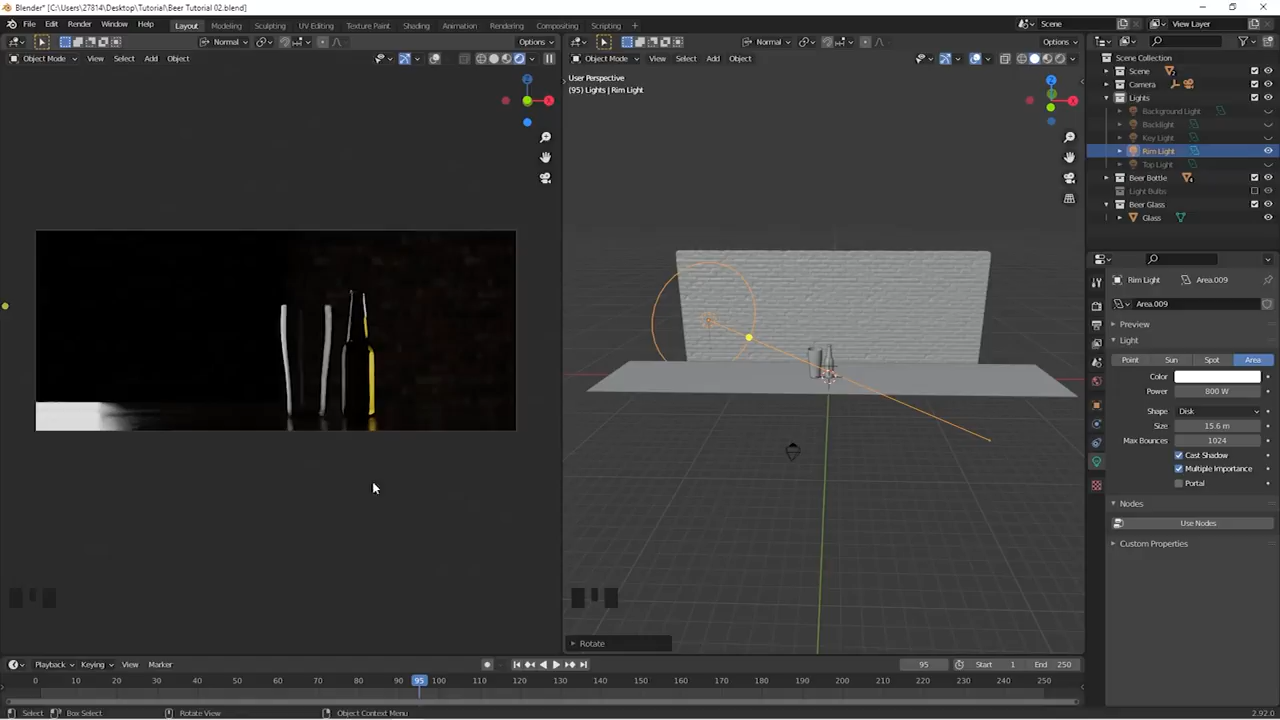 Blender* [C:\Users\27814\Desktop\Tutorial\Beer Tutorial 02.blend]
File Edit Render Window Help Layout Modeling Sculpting UV Editing Texture Paint Shading Animation Rendering Compositing Scripting Scene View Layer
Normal Options Normal Options
Object Mode View Select Add Object Object Mode View Select Add Object
Scene Collection
Scene
Camera
Lights
Background Light
Backlight
Key Light
Rim Light
Top Light
Beer Bottle
Light Bulbs
Beer Glass
Glass
User Perspective
(95) Lights | Rim Light
Z
X
Z
X
Rim Light Area.009
Area.009
Preview
Light
Point Sun Spot Area
Color
Power 800 W
Shape Disk
Size 15.6 m
Max Bounces 1024
Cast Shadow
Multiple Importance
Portal
Nodes
Use Nodes
Custom Properties
Rotate
Playback Keying View Marker 95 Start 1 End 250
0 10 20 30 40 50 60 70 80 90 95 100 110 120 130 140 150 160 170 180 190 200 210 220 230 240 250
Select Box Select Rotate View Object Context Menu 2.92.0